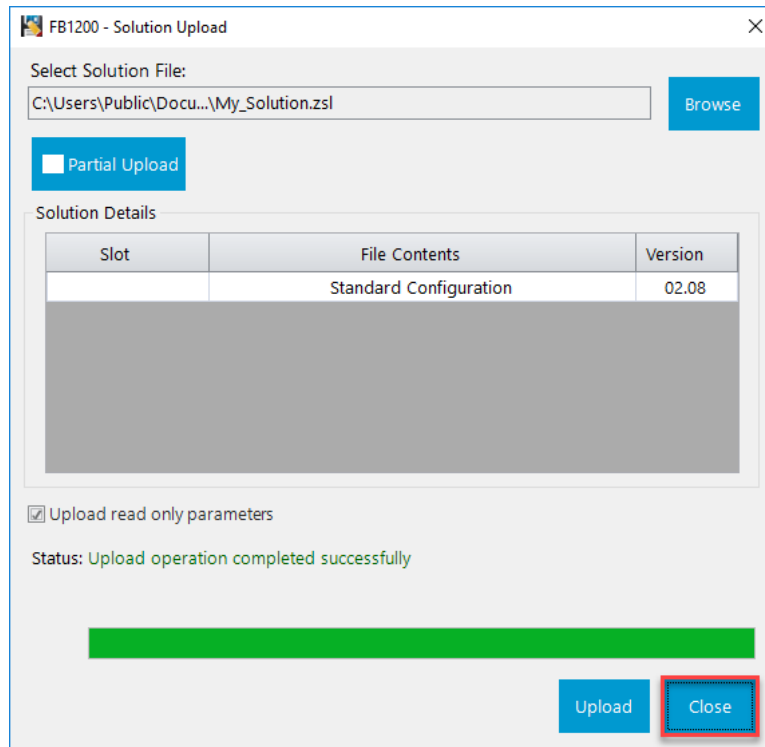 FB1200 - Solution Upload
Select Solution File:
C:\Users\Public\Docu...\My_Solution.zsl
Browse
Partial Upload
Solution Details
Slot File Contents Version
Standard Configuration 02.08
Upload read only parameters
Status: Upload operation completed successfully
Upload Close